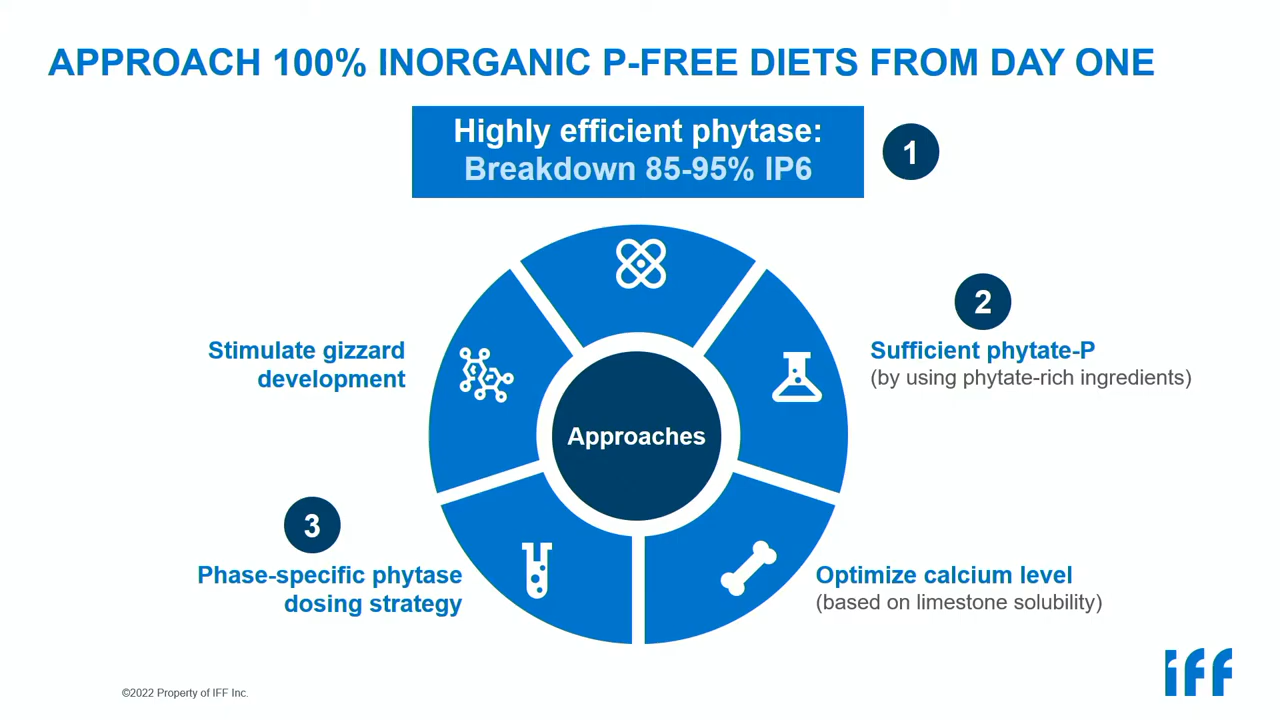 APPROACH 100% INORGANIC P-FREE DIETS FROM DAY ONE
Highly efficient phytase:
Breakdown 85-95% IP6
1
2
Sufficient phytate-P
(by using phytate-rich ingredients)
Stimulate gizzard
development
Approaches
3
Phase-specific phytase
dosing strategy
Optimize calcium level
(based on limestone solubility)
©2022 Property of IFF Inc.
iff